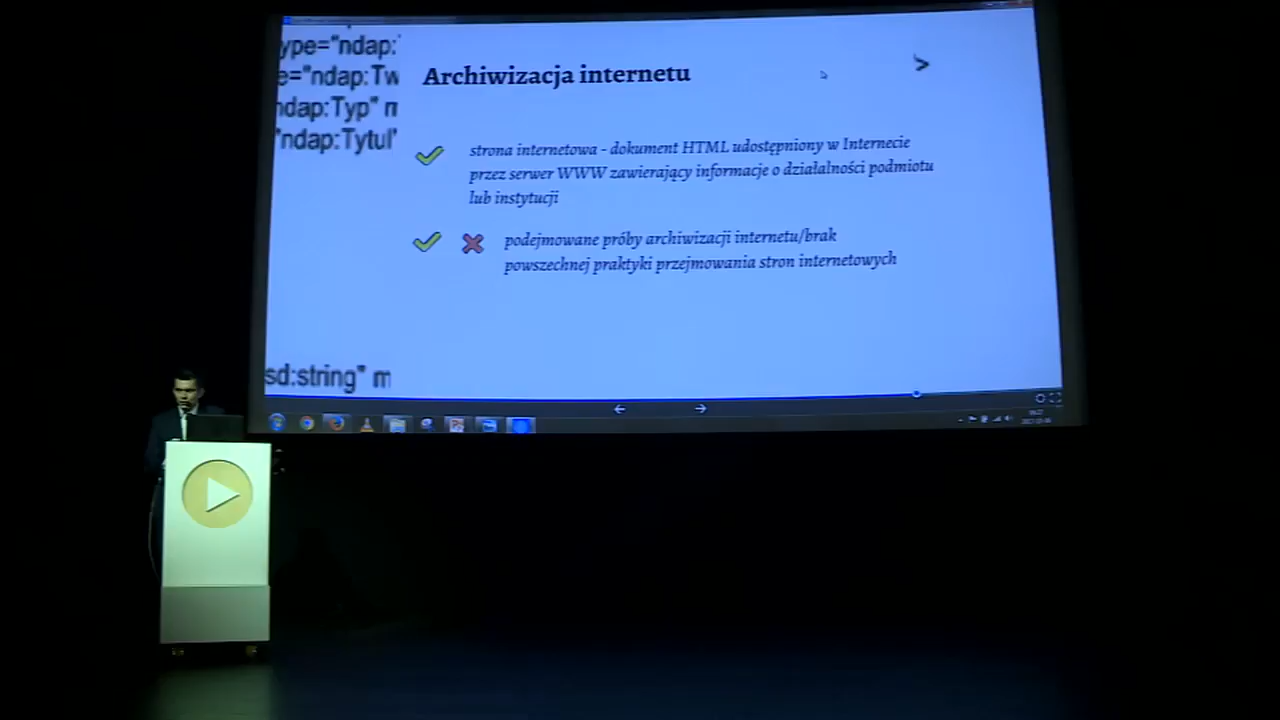 ype="ndap:
e="ndap:Tw
ndap:Typ" m
"ndap:Tytul"
Archiwizacja internetu
>
strona internetowa - dokument HTML udostępniony w Internecie
przez serwer WWW zawierający informacje o działalności podmiotu
lub instytucji
podejmowane próby archiwizacji internetu/brak
powszechnej praktyki przejmowania stron internetowych
sd:string" m